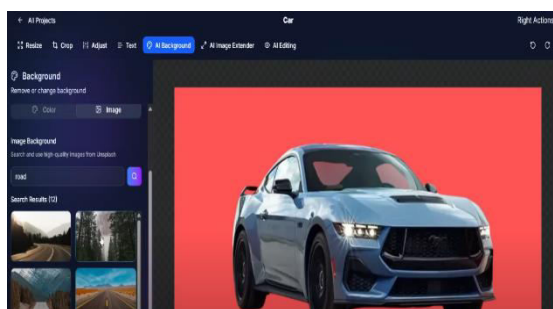 ← AI Projects
Car
Right Actions
Resize
Crop
Adjust
Text
AI Background
AI Image Extender
AI Editing
Background
Remove or change background
Color
Image
Image Background
Search and use high-quality images from Unsplash
road
Search Results (12)